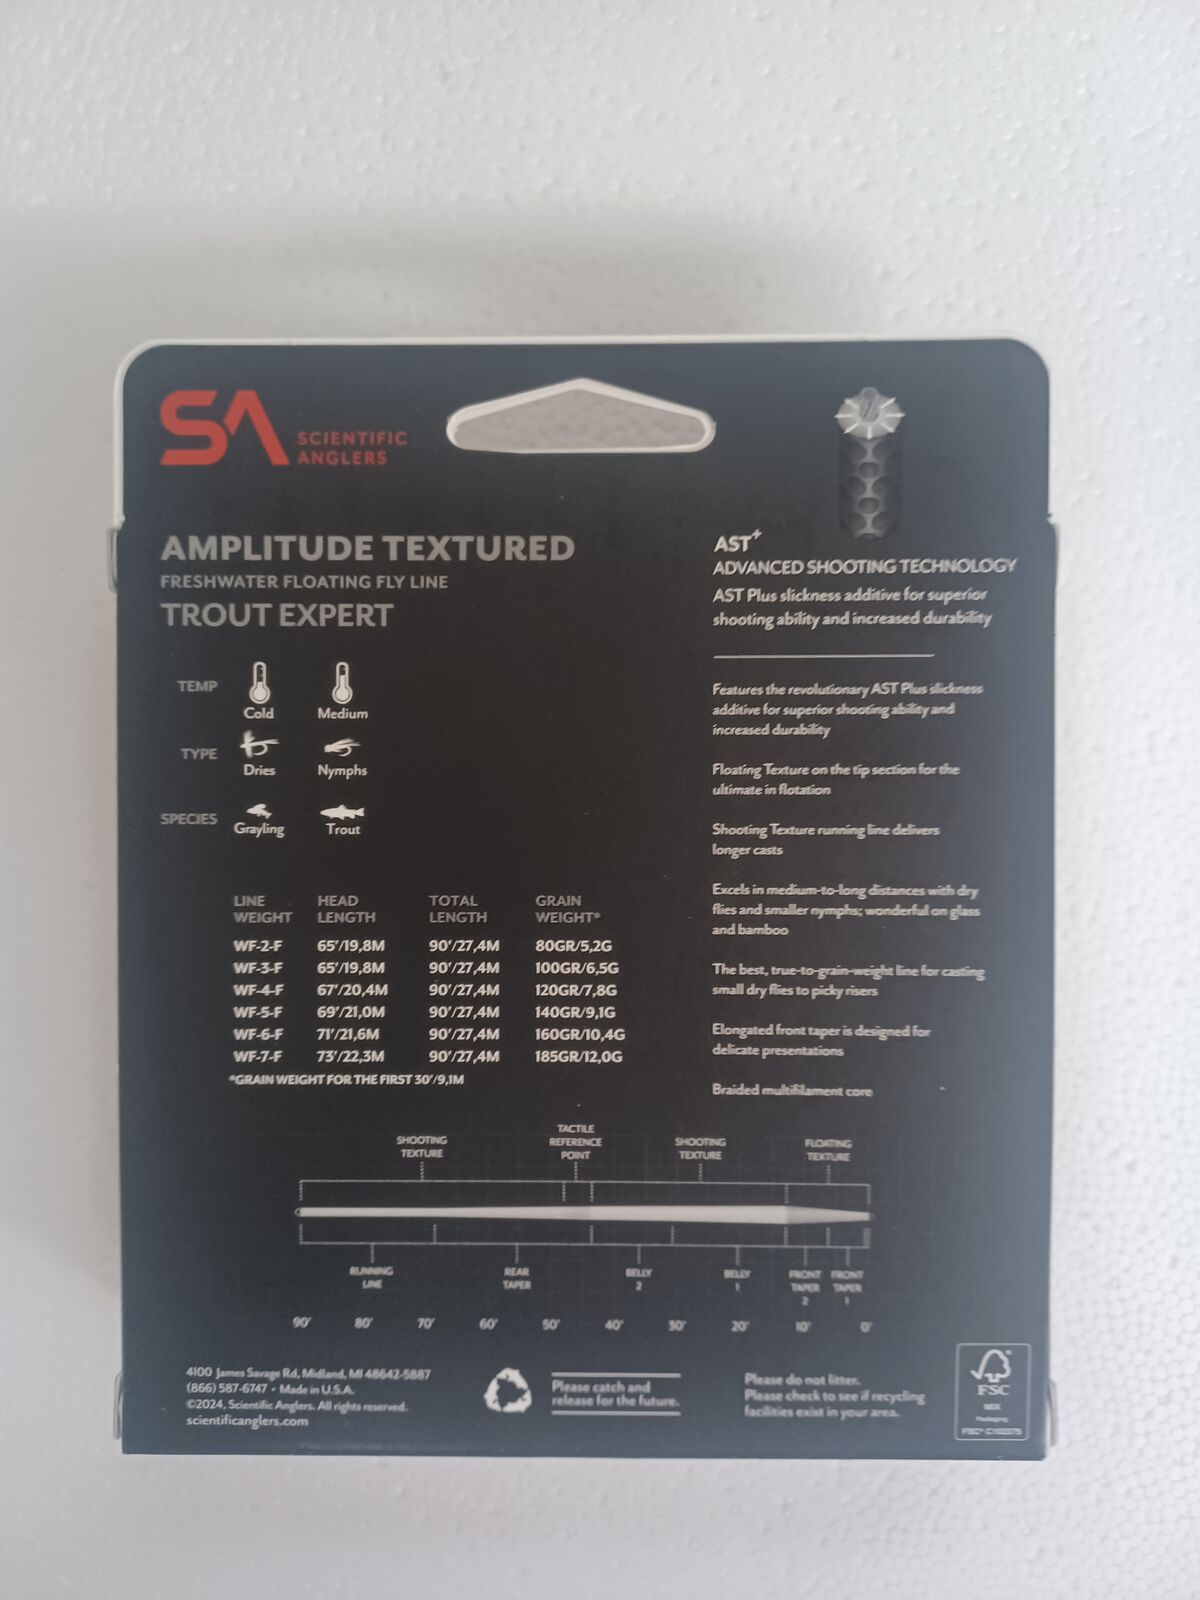 SA SCIENTIFIC
ANGLERS
AMPLITUDE TEXTURED
FRESHWATER FLOATING FLY LINE
TROUT EXPERT
TEMP
Cold Medium
TYPE
Dries Nymphs
SPECIES
Grayling Trout
LINE WEIGHT HEAD LENGTH TOTAL LENGTH GRAIN WEIGHT*
WF-2-F 65'/19,8M 90'/27,4M 80GR/5,2G
WF-3-F 65'/19,8M 90'/27,4M 100GR/6,5G
WF-4-F 67'/20,4M 90'/27,4M 120GR/7,8G
WF-5-F 69'/21,0M 90'/27,4M 140GR/9,1G
WF-6-F 71'/21,6M 90'/27,4M 160GR/10,4G
WF-7-F 73'/22,3M 90'/27,4M 185GR/12,0G
*GRAIN WEIGHT FOR THE FIRST 30'/9,1M
AST+
ADVANCED SHOOTING TECHNOLOGY
AST Plus slickness additive for superior
shooting ability and increased durability
Features the revolutionary AST Plus slickness
additive for superior shooting ability and
increased durability
Floating Texture on the tip section for the
ultimate in flotation
Shooting Texture running line delivers
longer casts
Excels in medium-to-long distances with dry
flies and smaller nymphs; wonderful on glass
and bamboo
The best, true-to-grain-weight line for casting
small dry flies to picky risers
Elongated front taper is designed for
delicate presentations
Braided multifilament core
SHOOTING
TEXTURE
TACTILE
REFERENCE
POINT
SHOOTING
TEXTURE
FLOATING
TEXTURE
RUNNING
LINE
REAR
TAPER
BELLY
2
BELLY
1
FRONT
TAPER
2
FRONT
TAPER
1
90' 80' 70' 60' 50' 40' 30' 20' 10' 0'
4100 James Savage Rd, Midland, MI 48642-5887
(866) 587-6747 • Made in U.S.A.
©2024, Scientific Anglers. All rights reserved.
scientificanglers.com
Please catch and
release for the future.
Please do not litter.
Please check to see if recycling
facilities exist in your area.
FSC
MIX
Packaging
FSC® C102375